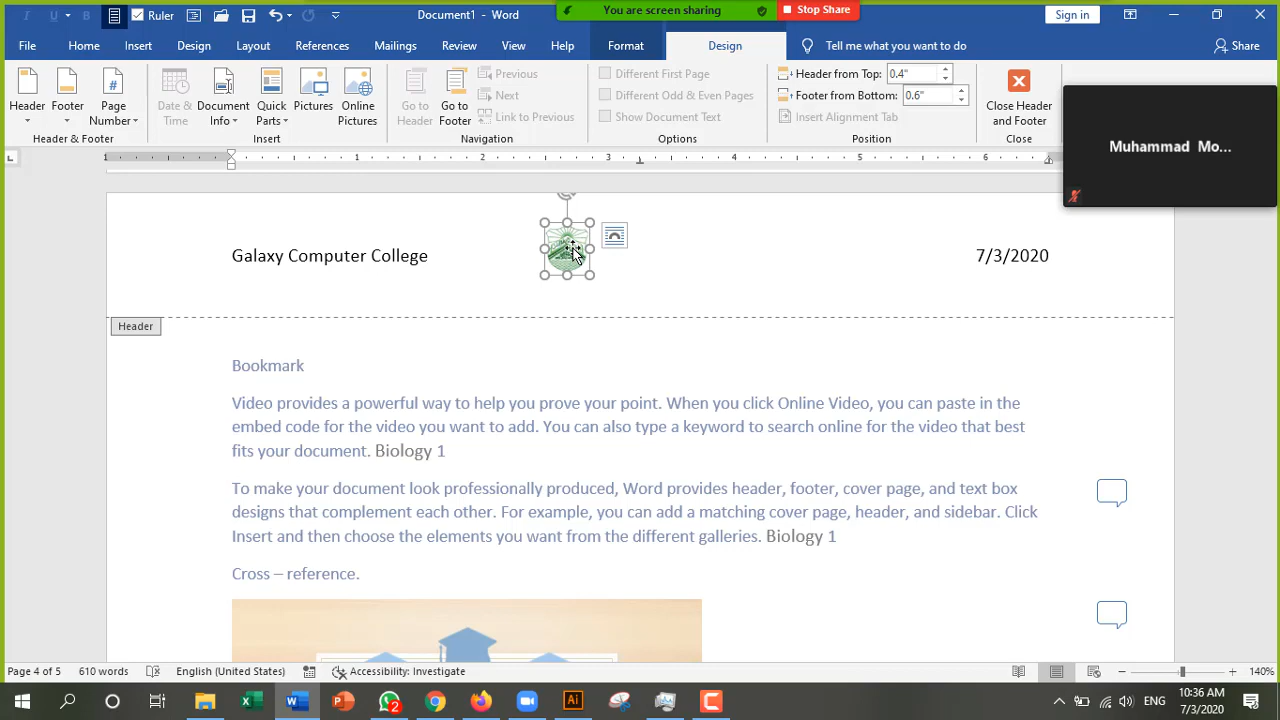 Ruler
Document1 - Word
You are screen sharing
Stop Share
Sign in
File
Home
Insert
Design
Layout
References
Mailings
Review
View
Help
Format
Design
Tell me what you want to do
Share
Header
Footer
Page
Number
Header & Footer
Date &
Time
Document
Info
Quick
Parts
Pictures
Online
Pictures
Insert
Go to
Header
Go to
Footer
Previous
Next
Link to Previous
Navigation
Different First Page
Different Odd & Even Pages
Show Document Text
Options
Header from Top: 0.4"
Footer from Bottom: 0.6"
Insert Alignment Tab
Position
Close Header
and Footer
Close
Muhammad Mo...
1 1 2 3 4 5 6
Galaxy Computer College
7/3/2020
Header
Bookmark
Video provides a powerful way to help you prove your point. When you click Online Video, you can paste in the
embed code for the video you want to add. You can also type a keyword to search online for the video that best
fits your document. Biology 1
To make your document look professionally produced, Word provides header, footer, cover page, and text box
designs that complement each other. For example, you can add a matching cover page, header, and sidebar. Click
Insert and then choose the elements you want from the different galleries. Biology 1
Cross – reference.
Page 4 of 5
610 words
English (United States)
Accessibility: Investigate
140%
2
ENG
10:36 AM
7/3/2020